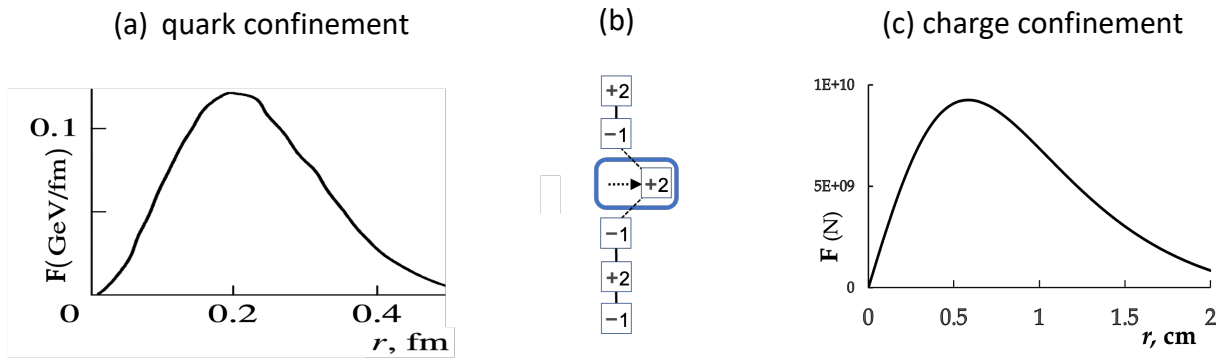 (a) quark confinement
0.1
F(GeV/fm)
0
0.2
0.4
r, fm
(b)
+2
−1
+2
−1
+2
−1
(c) charge confinement
1E+10
5E+09
0
F (N)
0
0.5
1
1.5
2
r, cm